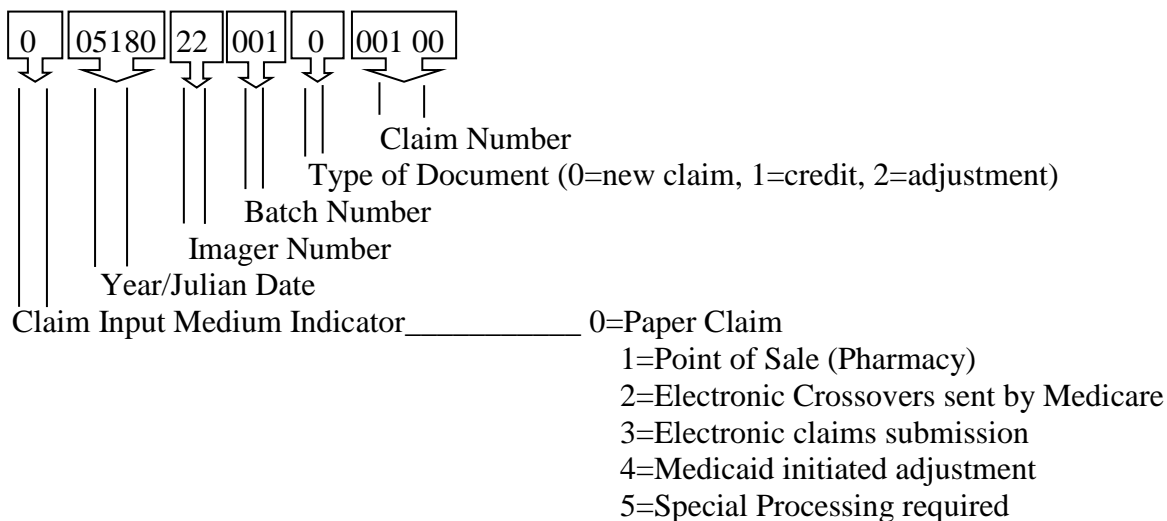 0 05180 22 001 0 001 00
Claim Number
Type of Document (0=new claim, 1=credit, 2=adjustment)
Batch Number
Imager Number
Year/Julian Date
Claim Input Medium Indicator___________ 0=Paper Claim
1=Point of Sale (Pharmacy)
2=Electronic Crossovers sent by Medicare
3=Electronic claims submission
4=Medicaid initiated adjustment
5=Special Processing required